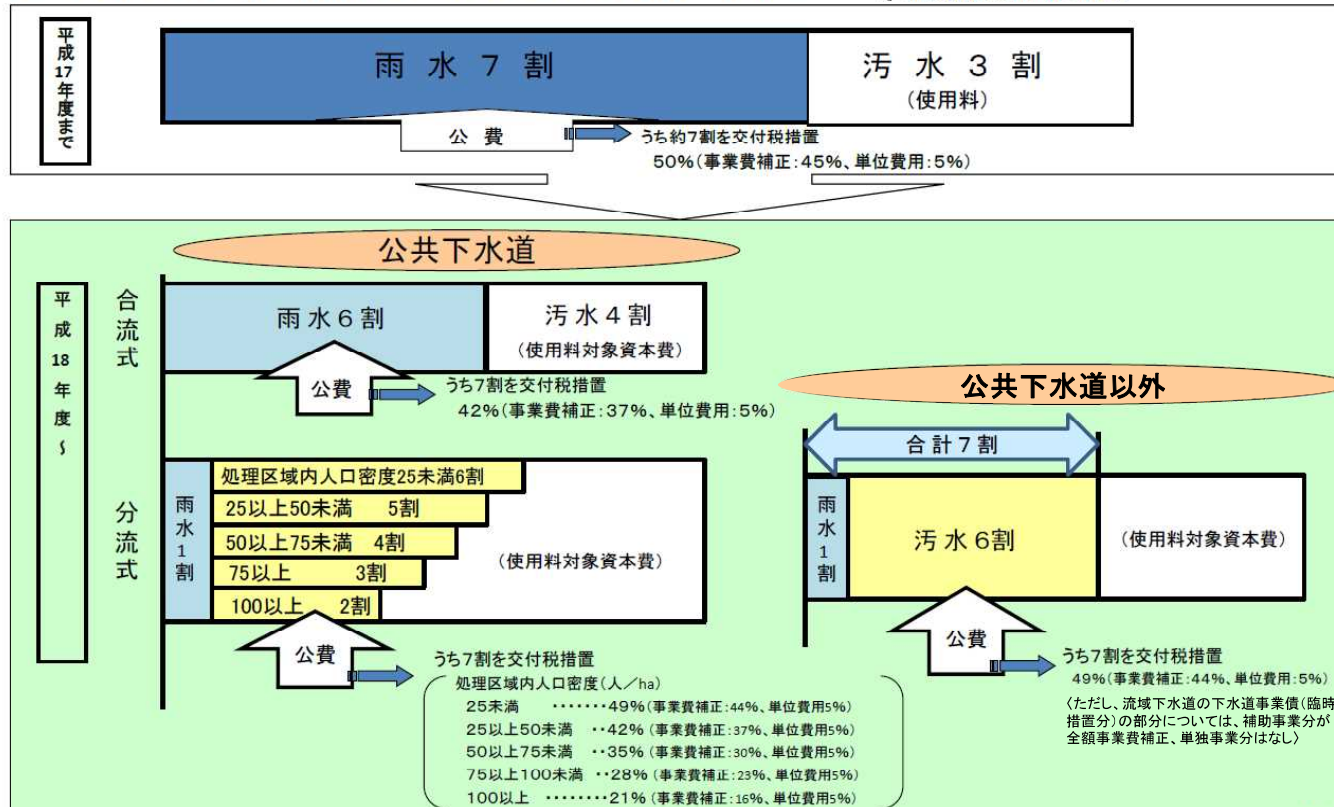 平成17年度まで
雨水7割
汚水3割
(使用料)
公費
うち約7割を交付税措置
50%(事業費補正:45%、単位費用:5%)
公共下水道
平成18年度~
合流式
雨水6割
汚水4割
(使用料対象資本費)
公費
うち7割を交付税措置
42%(事業費補正:37%、単位費用:5%)
分流式
雨水1割
処理区域内人口密度25未満6割
25以上50未満 5割
50以上75未満 4割
75以上 3割
100以上 2割
(使用料対象資本費)
公費
うち7割を交付税措置
処理区域内人口密度(人/ha)
25未満 ・・・・・・・49%(事業費補正:44%、単位費用5%)
25以上50未満 ・・42%(事業費補正:37%、単位費用5%)
50以上75未満 ・・35%(事業費補正:30%、単位費用5%)
75以上100未満 ・・28%(事業費補正:23%、単位費用5%)
100以上 ・・・・・・・・21%(事業費補正:16%、単位費用5%)
公共下水道以外
合計7割
雨水1割
汚水6割
(使用料対象資本費)
公費
うち7割を交付税措置
49%(事業費補正:44%、単位費用:5%)
〈ただし、流域下水道の下水道事業債(臨時
措置分)の部分については、補助事業分が
全額事業費補正、単独事業分はなし〉